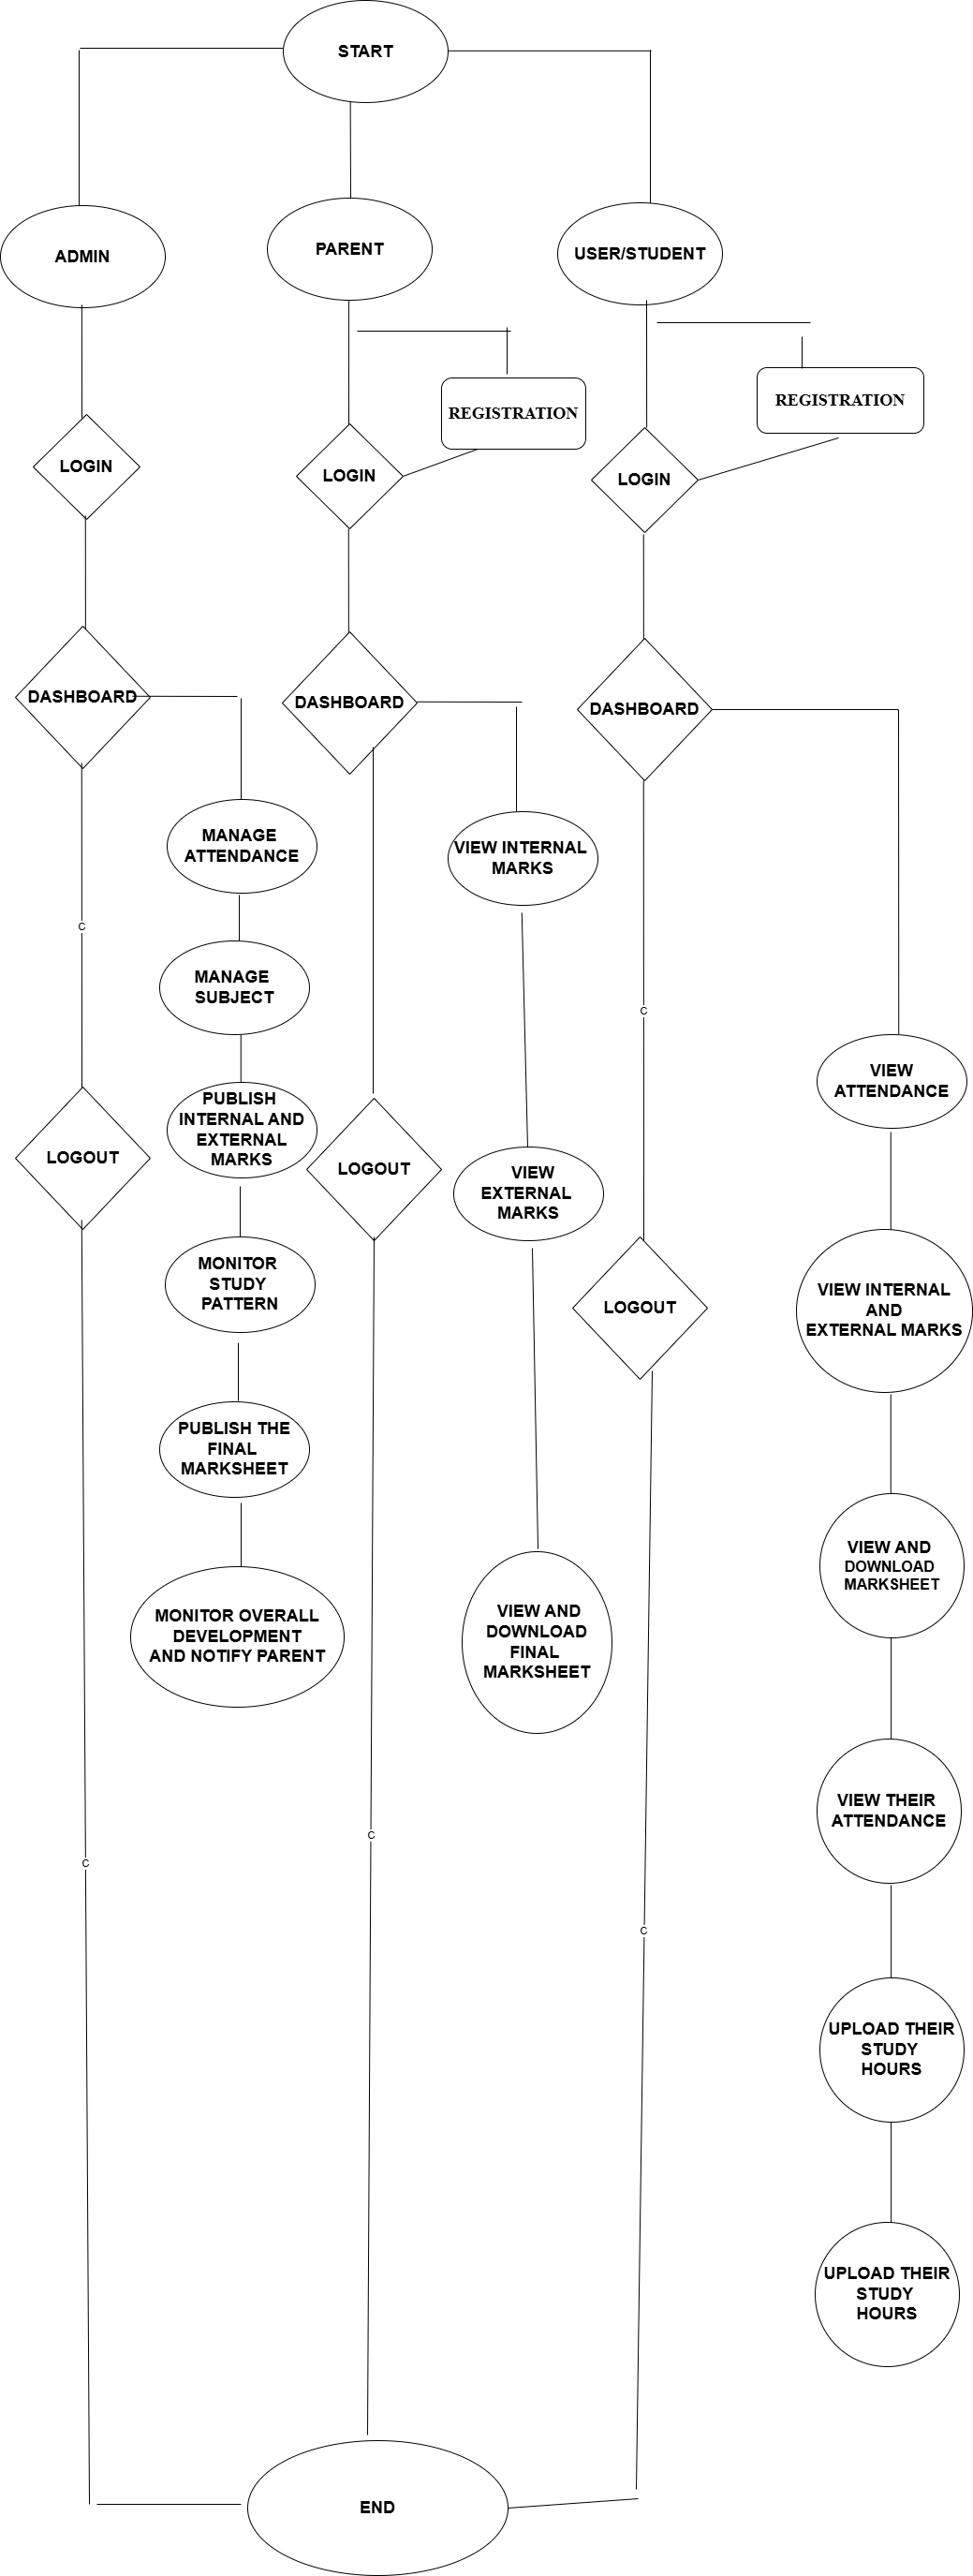 START
ADMIN
PARENT
USER/STUDENT
REGISTRATION
REGISTRATION
LOGIN
LOGIN
LOGIN
DASHBOARD
DASHBOARD
DASHBOARD
MANAGE
ATTENDANCE
VIEW INTERNAL
MARKS
C
MANAGE
SUBJECT
C
VIEW
ATTENDANCE
PUBLISH
INTERNAL AND
EXTERNAL
MARKS
LOGOUT
LOGOUT
VIEW
EXTERNAL
MARKS
MONITOR
STUDY
PATTERN
LOGOUT
VIEW INTERNAL
AND
EXTERNAL MARKS
PUBLISH THE
FINAL
MARKSHEET
VIEW AND
DOWNLOAD
MARKSHEET
MONITOR OVERALL
DEVELOPMENT
AND NOTIFY PARENT
VIEW AND
DOWNLOAD
FINAL
MARKSHEET
VIEW THEIR
ATTENDANCE
C
C
C
UPLOAD THEIR
STUDY
HOURS
UPLOAD THEIR
STUDY
HOURS
END